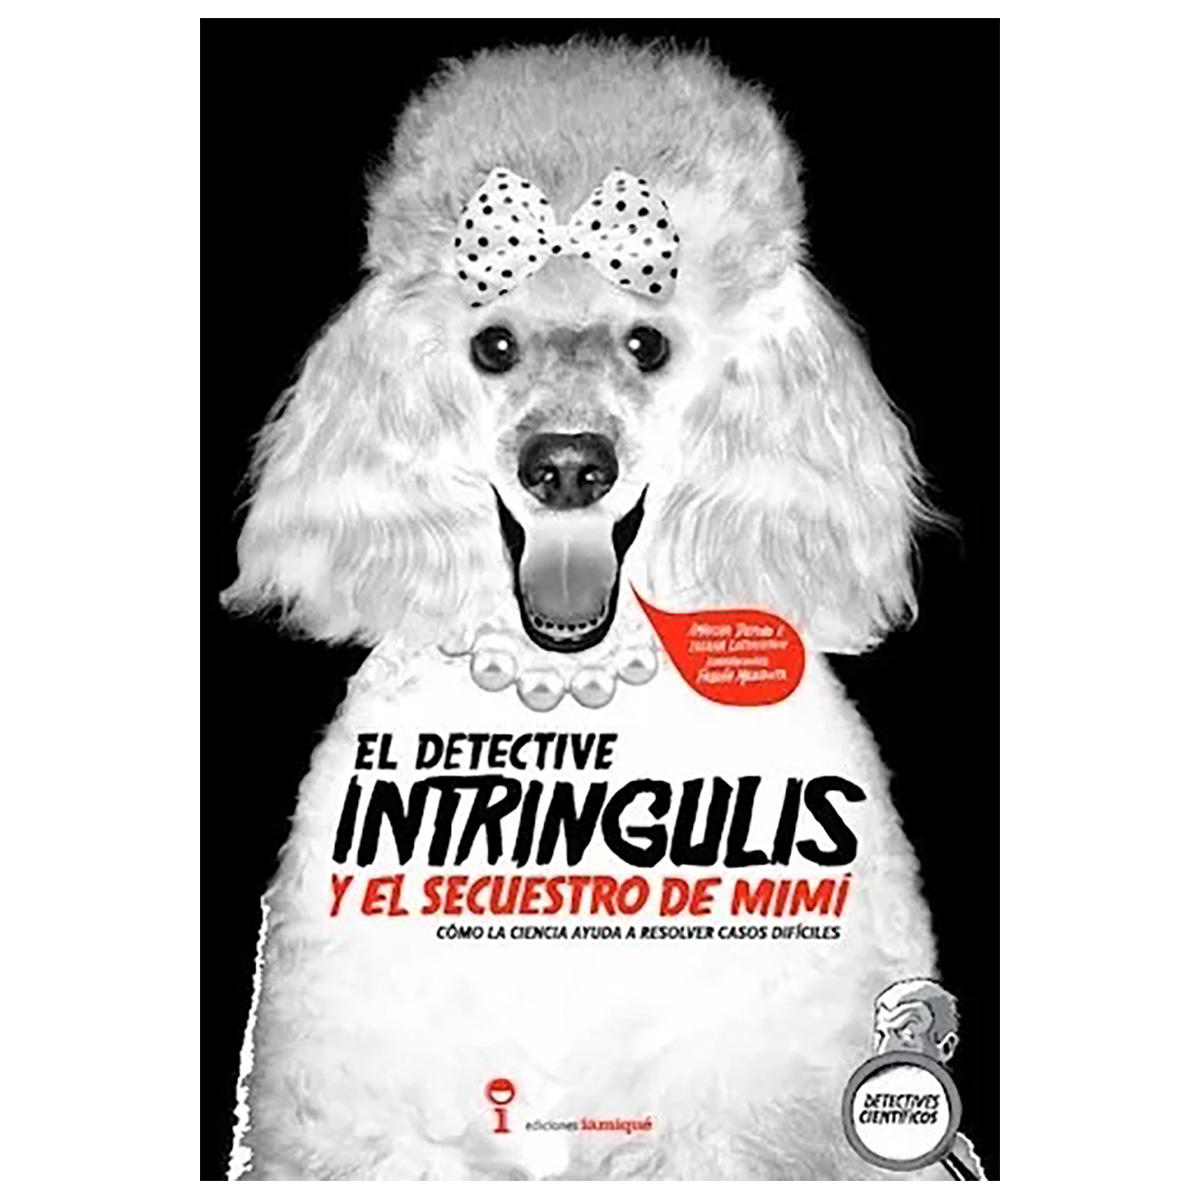 EL DETECTIVE
INTRINGULIS
Y EL SECUESTRO DE MIMÍ
CÓMO LA CIENCIA AYUDA A RESOLVER CASOS DIFÍCILES
ediciones iamiqué
DETECTIVES
CIENTÍFICOS